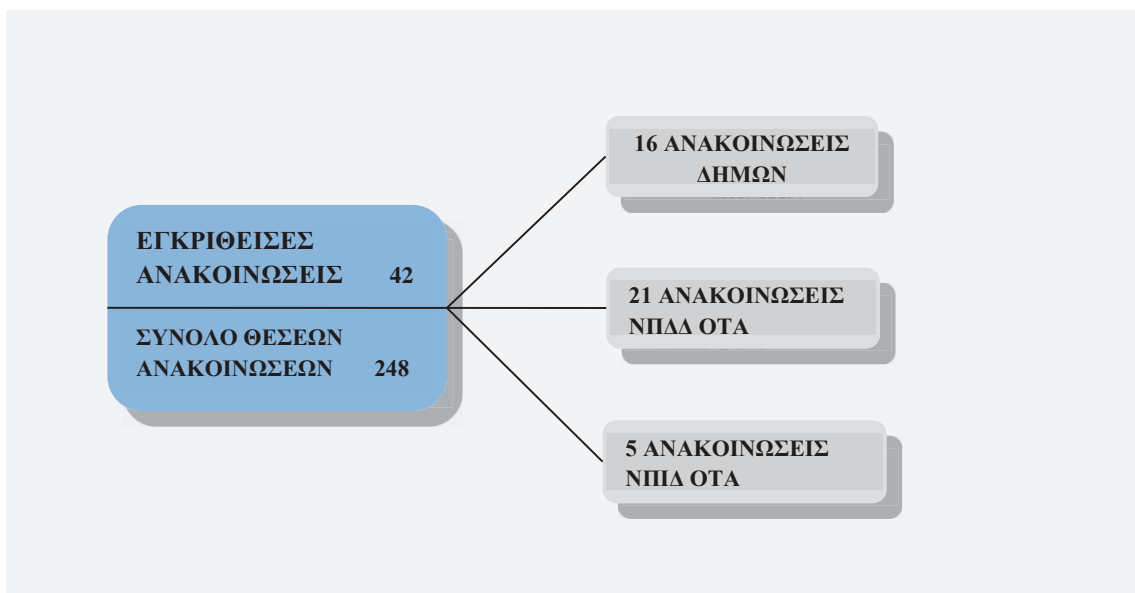 ΕΓΚΡΙΘΕΙΣΕΣ
ΑΝΑΚΟΙΝΩΣΕΙΣ 42
ΣΥΝΟΛΟ ΘΕΣΕΩΝ
ΑΝΑΚΟΙΝΩΣΕΩΝ 248
16 ΑΝΑΚΟΙΝΩΣΕΙΣ
ΔΗΜΩΝ
21 ΑΝΑΚΟΙΝΩΣΕΙΣ
ΝΠΔΔ ΟΤΑ
5 ΑΝΑΚΟΙΝΩΣΕΙΣ
ΝΠΙΔ ΟΤΑ